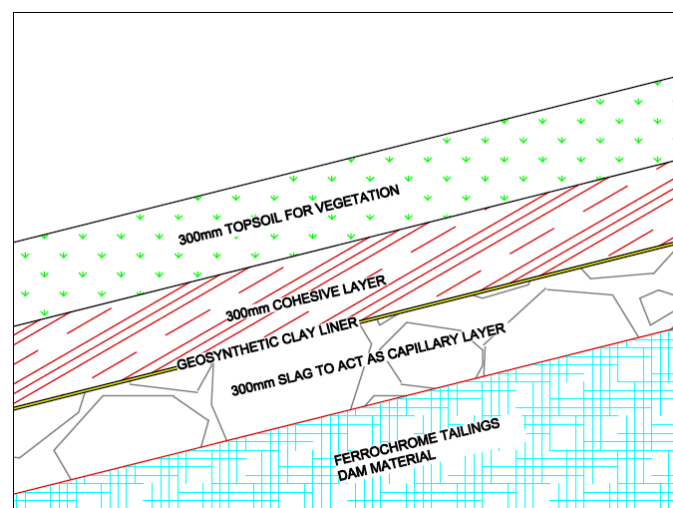 300mm TOPSOIL FOR VEGETATION
300mm COHESIVE LAYER
GEOSYNTHETIC CLAY LINER
300mm SLAG TO ACT AS CAPILLARY LAYER
FERROCHROME TAILINGS
DAM MATERIAL